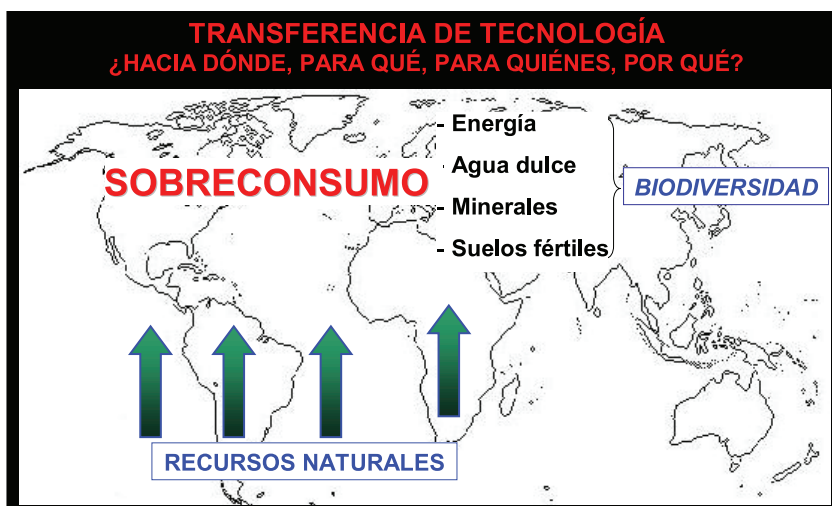 TRANSFERENCIA DE TECNOLOGÍA
¿HACIA DÓNDE, PARA QUÉ, PARA QUIÉNES, POR QUÉ?
SOBRECONSUMO
- Energía
- Agua dulce
- Minerales
- Suelos fértiles
BIODIVERSIDAD
RECURSOS NATURALES